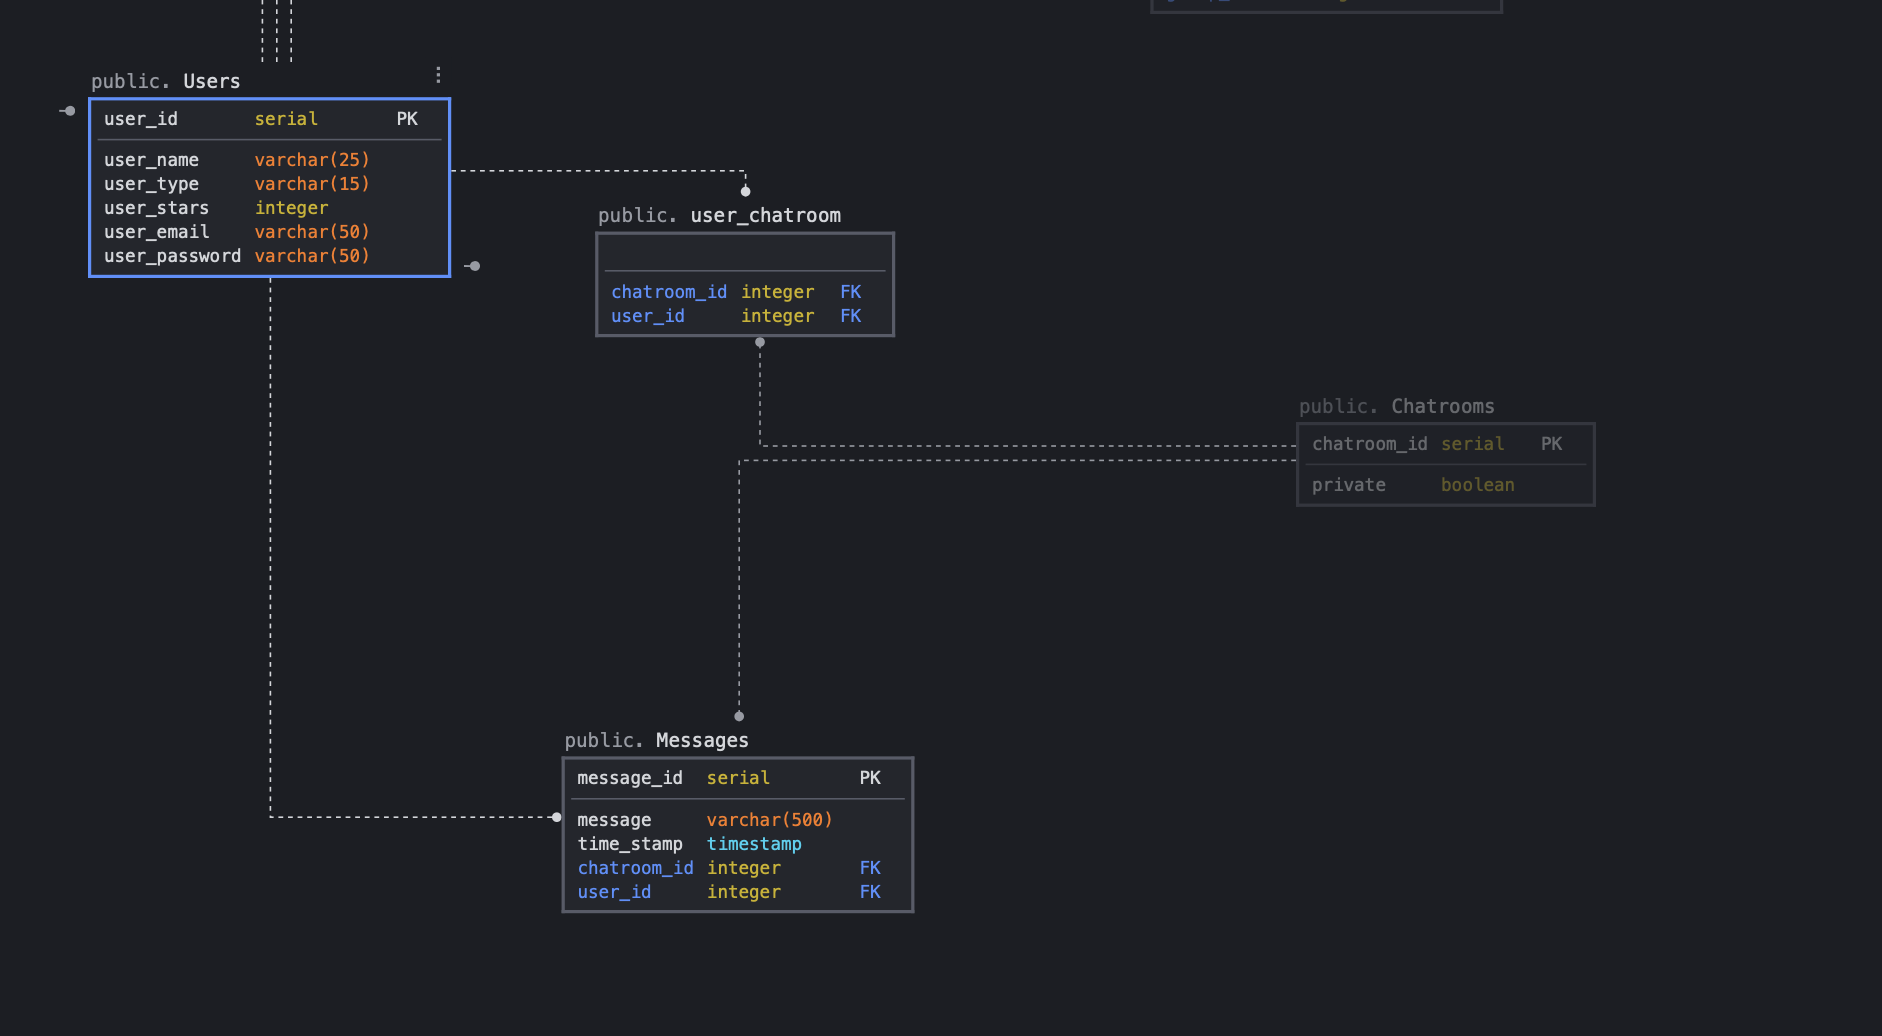 public. Users
user_id serial PK
user_name varchar(25)
user_type varchar(15)
user_stars integer
user_email varchar(50)
user_password varchar(50)
public. user_chatroom
chatroom_id integer FK
user_id integer FK
public. Chatrooms
chatroom_id serial PK
private boolean
public. Messages
message_id serial PK
message varchar(500)
time_stamp timestamp
chatroom_id integer FK
user_id integer FK